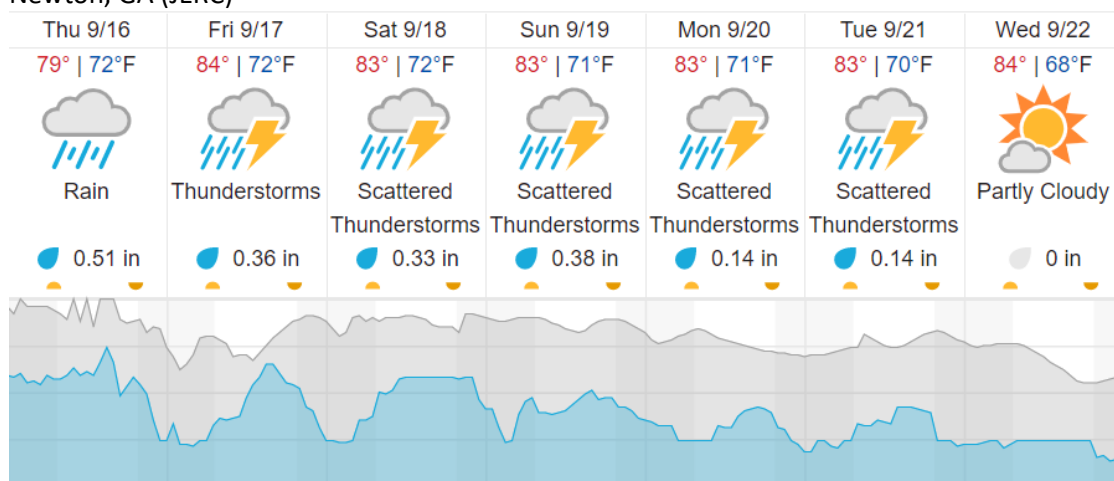 Newton, GA (JERC)
Thu 9/16 Fri 9/17 Sat 9/18 Sun 9/19 Mon 9/20 Tue 9/21 Wed 9/22
79° | 72°F 84° | 72°F 83° | 72°F 83° | 71°F 83° | 71°F 83° | 70°F 84° | 68°F
Rain Thunderstorms Scattered Scattered Scattered Scattered Partly Cloudy
Thunderstorms Thunderstorms Thunderstorms Thunderstorms
0.51 in 0.36 in 0.33 in 0.38 in 0.14 in 0.14 in 0 in